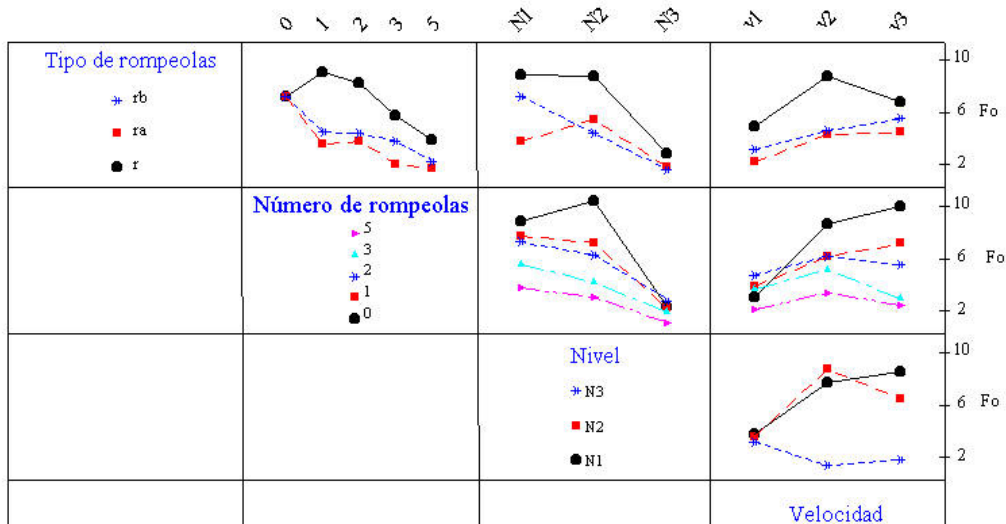 0 1 2 3 5 N1 N2 N3 v1 v2 v3
Tipo de rompeolas
rb
ra
r
10
6 Fo
2
Número de rompeolas
5
3
2
1
0
10
6 Fo
2
Nivel
N3
N2
N1
10
6 Fo
2
Velocidad